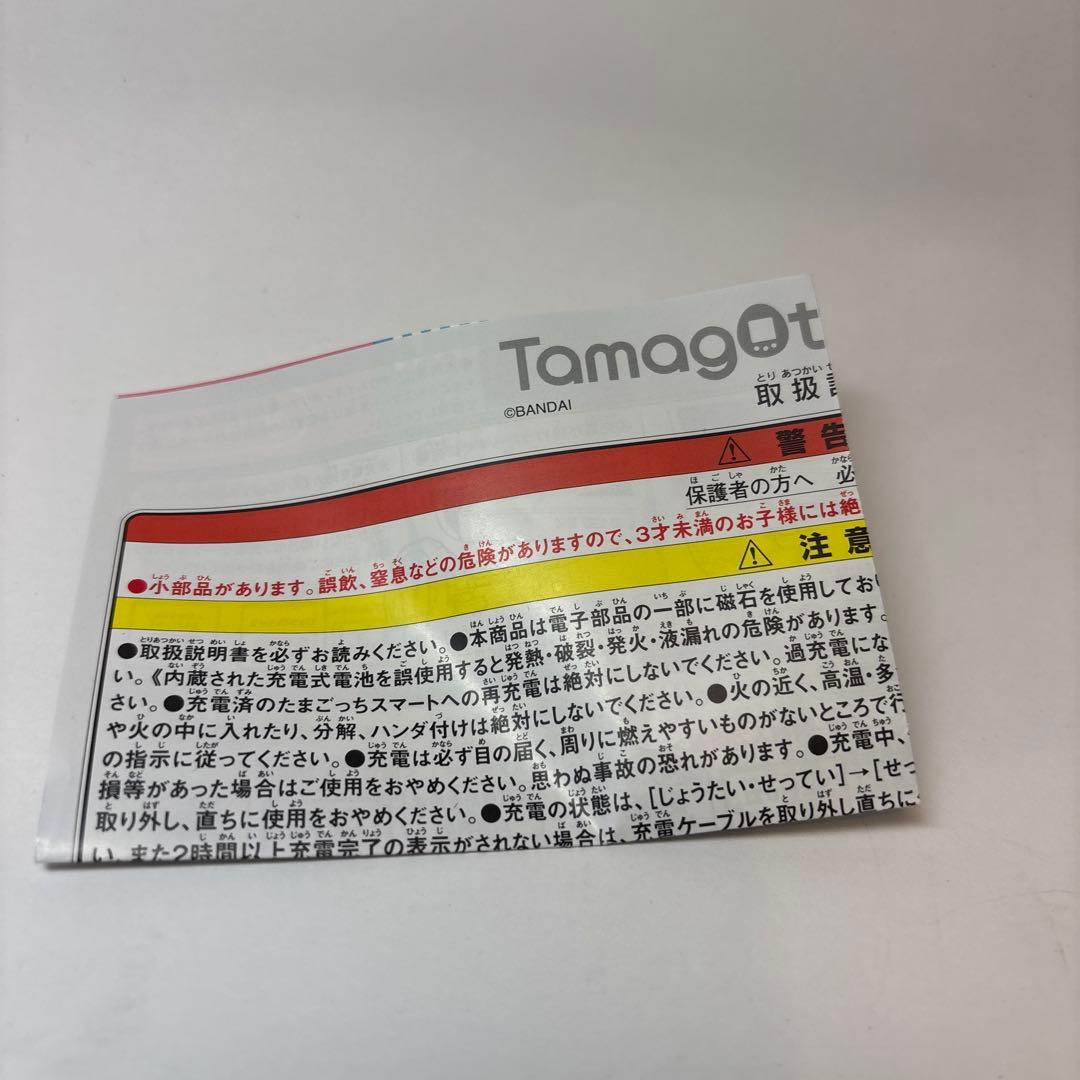 Tamagot
©BANDAI
取扱
警告
保護者の方へ 必
●小部品があります。誤飲、窒息などの危険がありますので、3才未満のお子様には絶
注意
●取扱説明書を必ずお読みください。●本商品は電子部品の一部に磁石を使用しており
い。《内蔵された充電式電池を誤使用すると発熱・破裂・発火・液漏れの危険があります。
さい。●充電済のたまごっちスマートへの再充電は絶対にしないでください。過充電にな
や火の中に入れたり、分解、ハンダ付けは絶対にしないでください。●火の近く、高温・多
の指示に従ってください。●充電は必ず目の届く、周りに燃えやすいものがないところで行
損等があった場合はご使用をおやめください。思わぬ事故の恐れがあります。●充電中、
取り外し、直ちに使用をおやめください。●充電の状態は、[じょうたい・せってい]→[せっ
い。また2時間以上充電完了の表示がされない場合は、充電ケーブルを取り外し直ちに